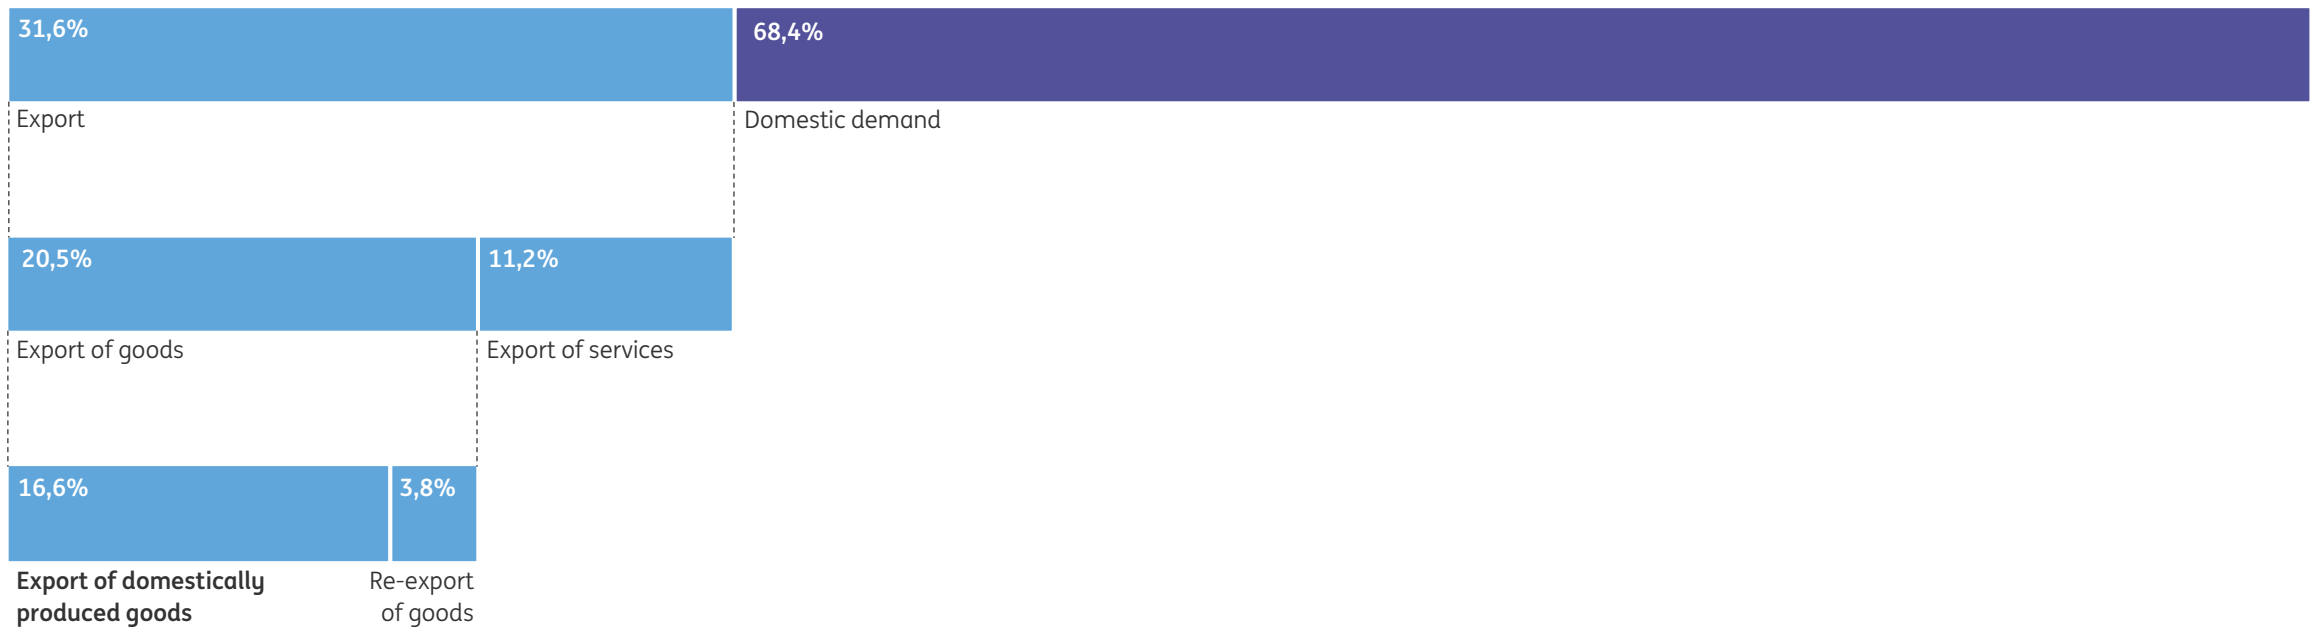 31,6%
68,4%
Export
Domestic demand
20,5%
11,2%
Export of goods
Export of services
16,6%
3,8%
Export of domestically
produced goods
Re-export
of goods